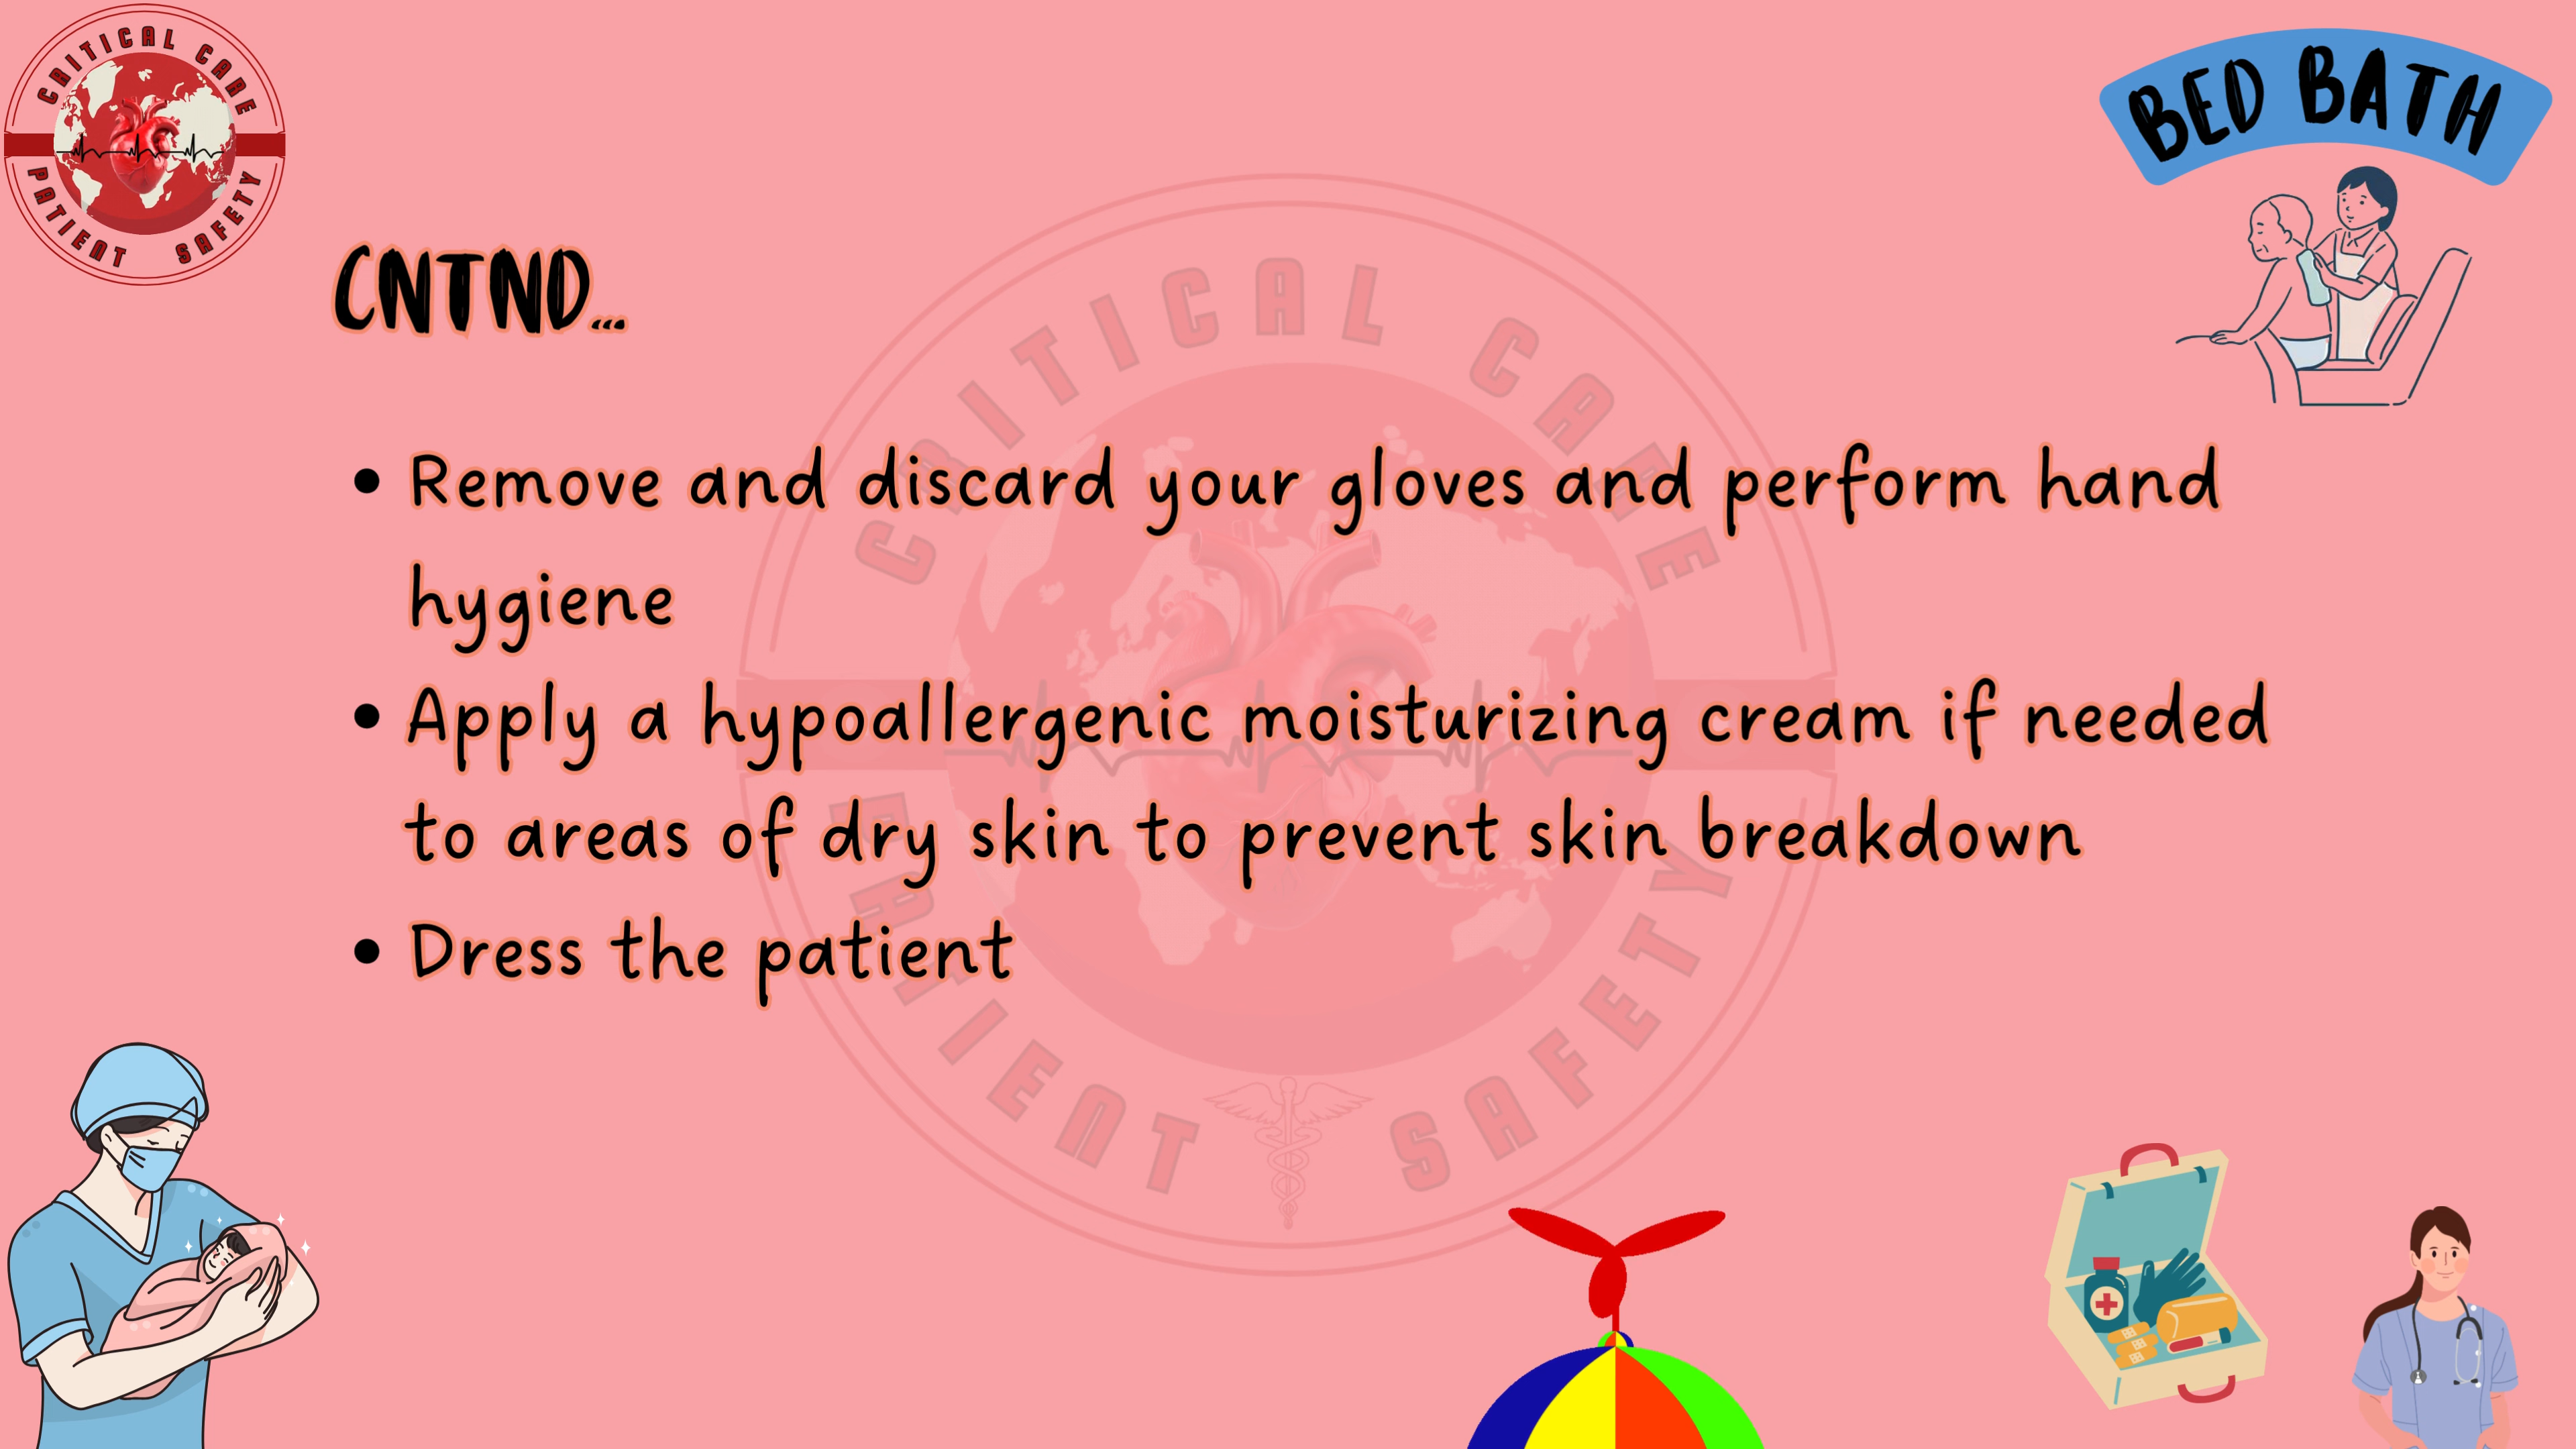 CRITICAL CARE
PATIENT SAFETY
BED BATH
CNTND...
• Remove and discard your gloves and perform hand
hygiene
• Apply a hypoallergenic moisturizing cream if needed
to areas of dry skin to prevent skin breakdown
• Dress the patient
CRITICAL CARE
PATIENT SAFETY